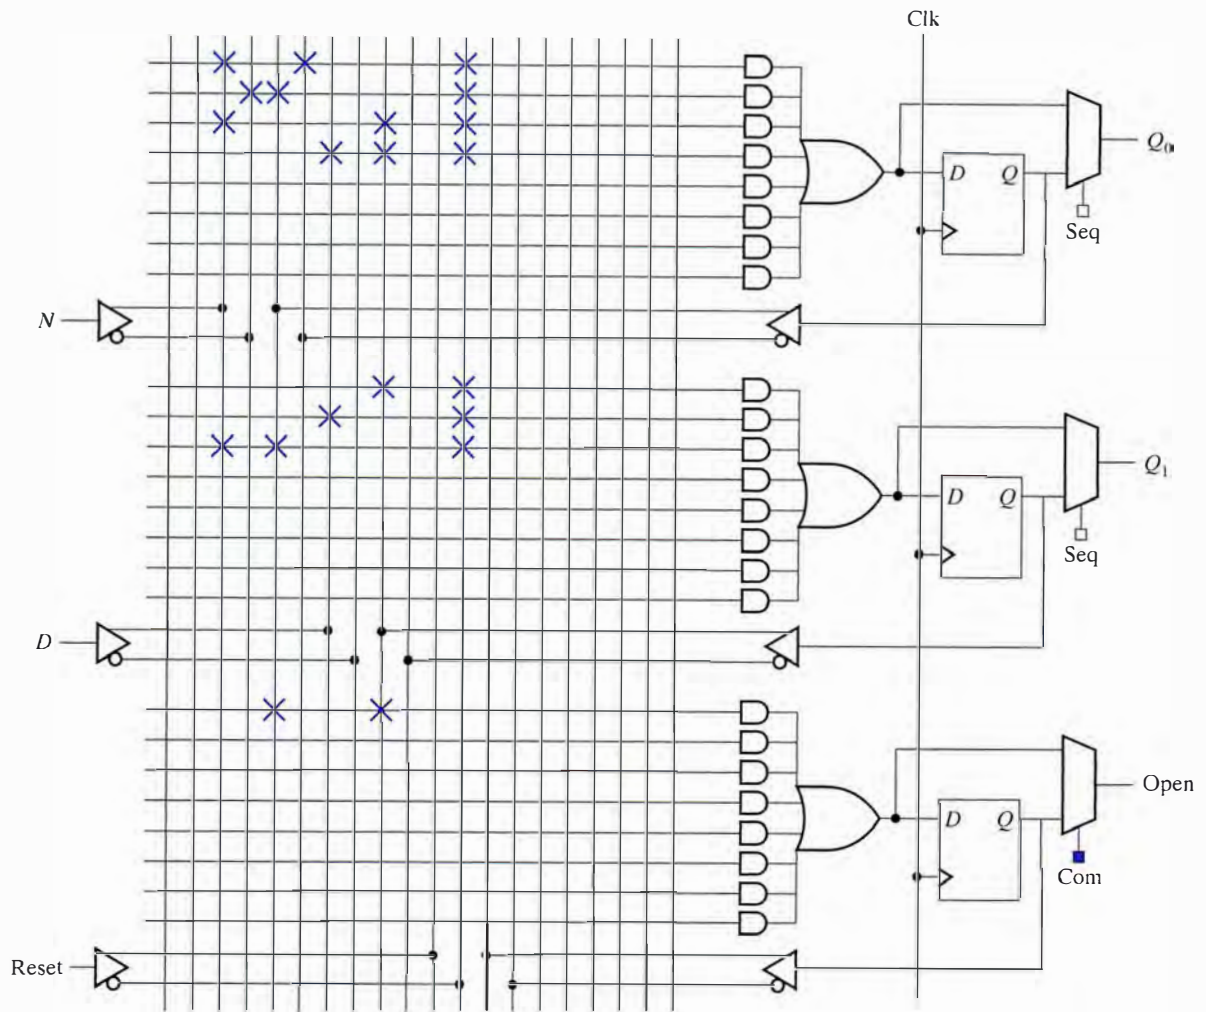 Clk
D Q
Q₀
Seq
N
D Q
Q₁
Seq
D
D Q
Open
Com
Reset